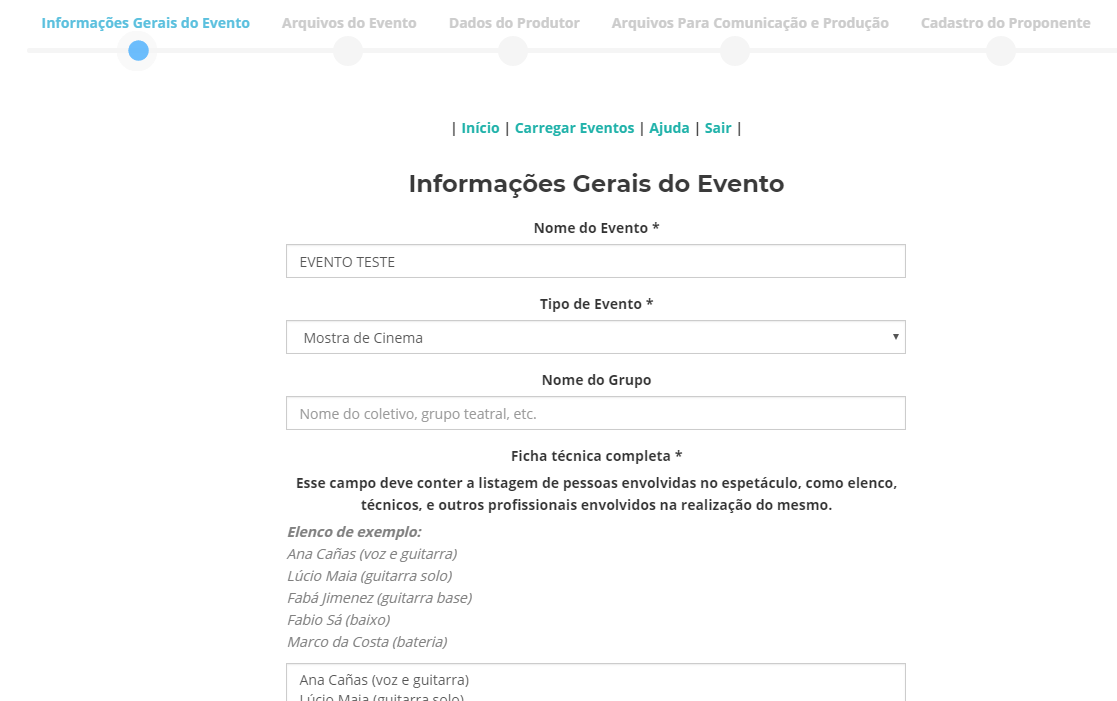 Informações Gerais do Evento Arquivos do Evento Dados do Produtor Arquivos Para Comunicação e Produção Cadastro do Proponente
| Início | Carregar Eventos | Ajuda | Sair |
Informações Gerais do Evento
Nome do Evento *
EVENTO TESTE
Tipo de Evento *
Mostra de Cinema
Nome do Grupo
Nome do coletivo, grupo teatral, etc.
Ficha técnica completa *
Esse campo deve conter a listagem de pessoas envolvidas no espetáculo, como elenco,
técnicos, e outros profissionais envolvidos na realização do mesmo.
Elenco de exemplo:
Ana Cañas (voz e guitarra)
Lúcio Maia (guitarra solo)
Fabá Jimenez (guitarra base)
Fabio Sá (baixo)
Marco da Costa (bateria)
Ana Cañas (voz e guitarra)
Lúcio Maia (guitarra solo)